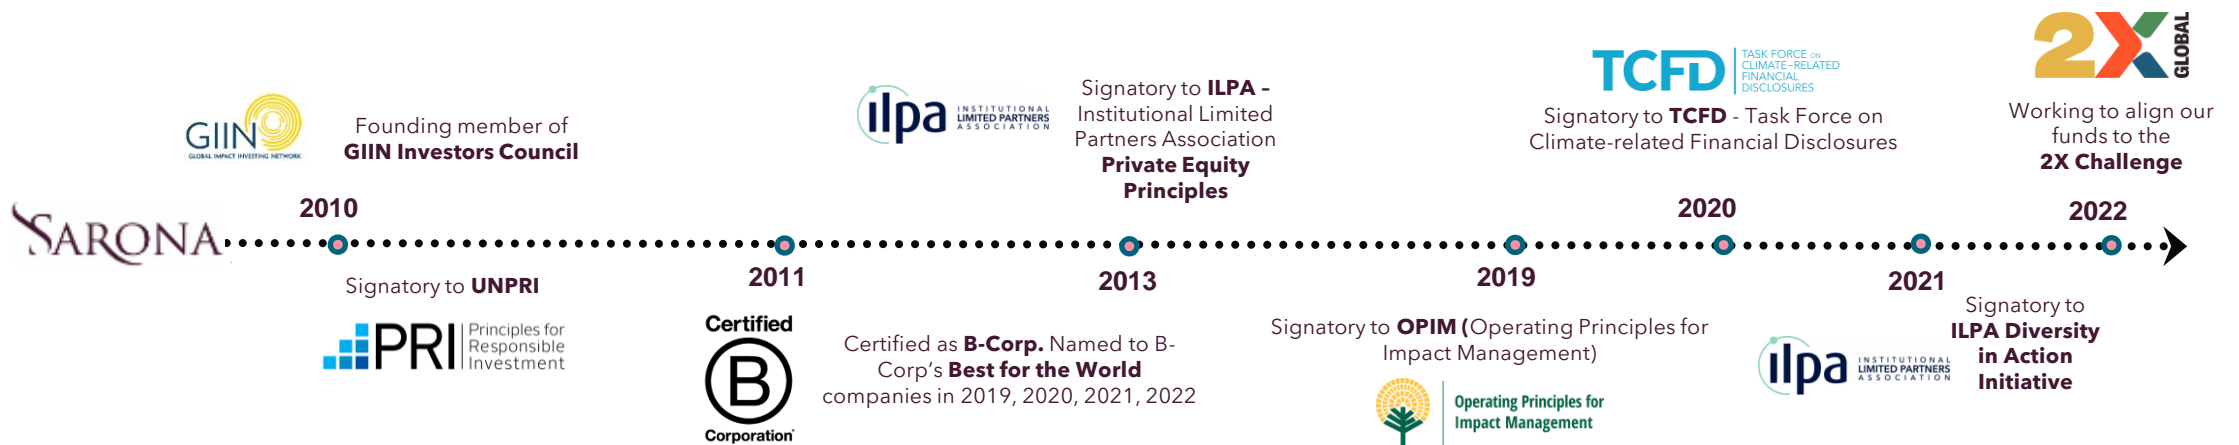 SARONA
GIIN
GLOBAL IMPACT INVESTING NETWORK
Founding member of
GIIN Investors Council
2010
Signatory to UNPRI
PRI
Principles for
Responsible
Investment
2011
Certified
B
Corporation
Certified as B-Corp. Named to B-
Corp's Best for the World
companies in 2019, 2020, 2021, 2022
ilpa
INSTITUTIONAL
LIMITED PARTNERS
ASSOCIATION
Signatory to ILPA –
Institutional Limited
Partners Association
Private Equity
Principles
2013
2019
Signatory to OPIM (Operating Principles for
Impact Management)
Operating Principles for
Impact Management
TCFD
TASK FORCE ON
CLIMATE-RELATED
FINANCIAL
DISCLOSURES
Signatory to TCFD - Task Force on
Climate-related Financial Disclosures
2020
2021
Signatory to
ILPA Diversity
in Action
Initiative
ilpa
INSTITUTIONAL
LIMITED PARTNERS
ASSOCIATION
2X
GLOBAL
Working to align our
funds to the
2X Challenge
2022